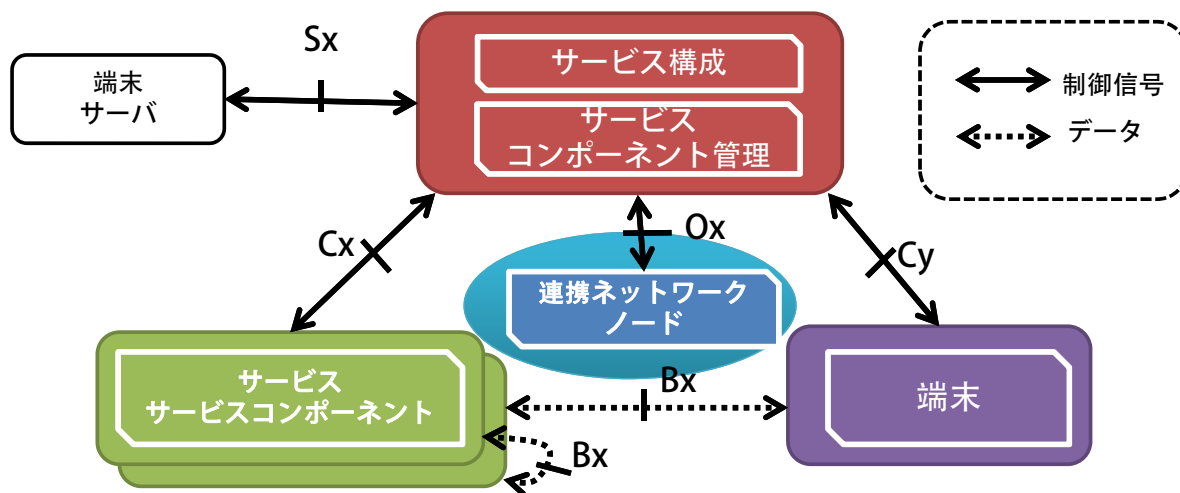 Sx
端末
サーバ
サービス構成
サービス
コンポーネント管理
制御信号
データ
Cx
Ox
Cy
連携ネットワーク
ノード
サービス
サービスコンポーネント
Bx
端末
Bx